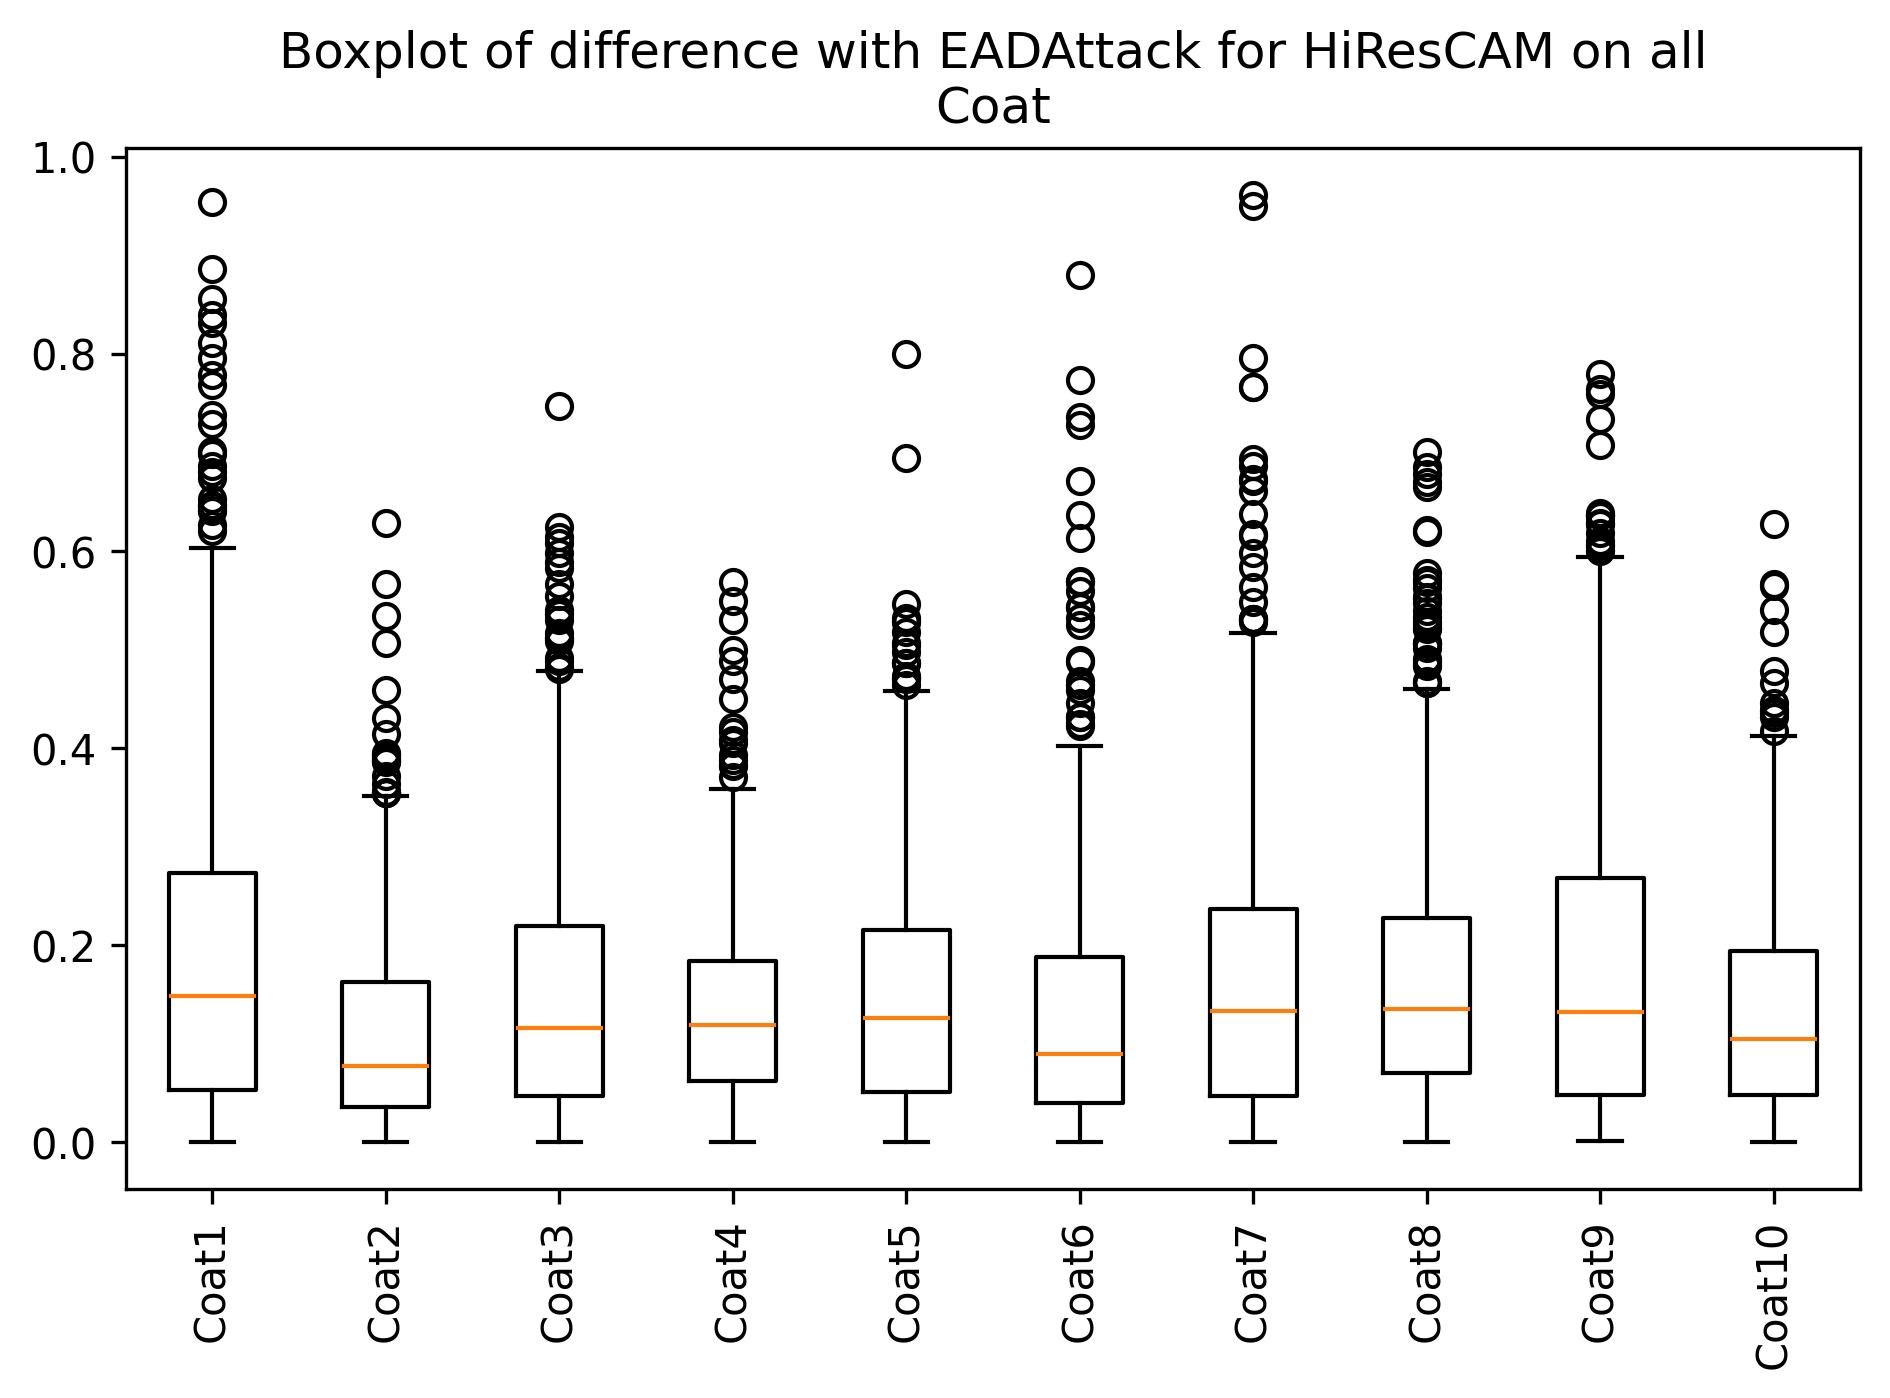 Boxplot of difference with EADAttack for HiResCAM on all
Coat
1.0
0.8
0.6
0.4
0.2
0.0
Coat1
Coat2
Coat3
Coat4
Coat5
Coat6
Coat7
Coat8
Coat9
Coat10